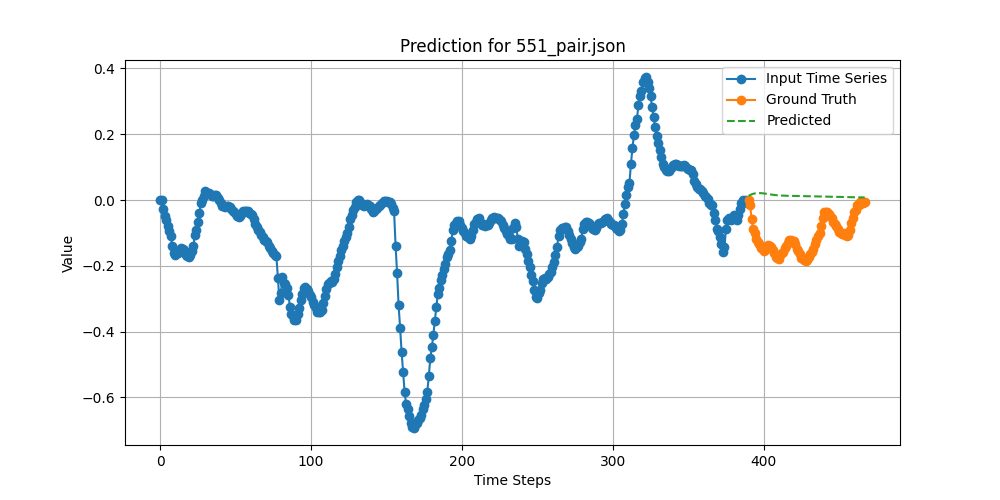 Prediction for 551_pair.json
Input Time Series
Ground Truth
Predicted
0.4
0.2
0.0
−0.2
−0.4
−0.6
Value
0
100
200
300
400
Time Steps